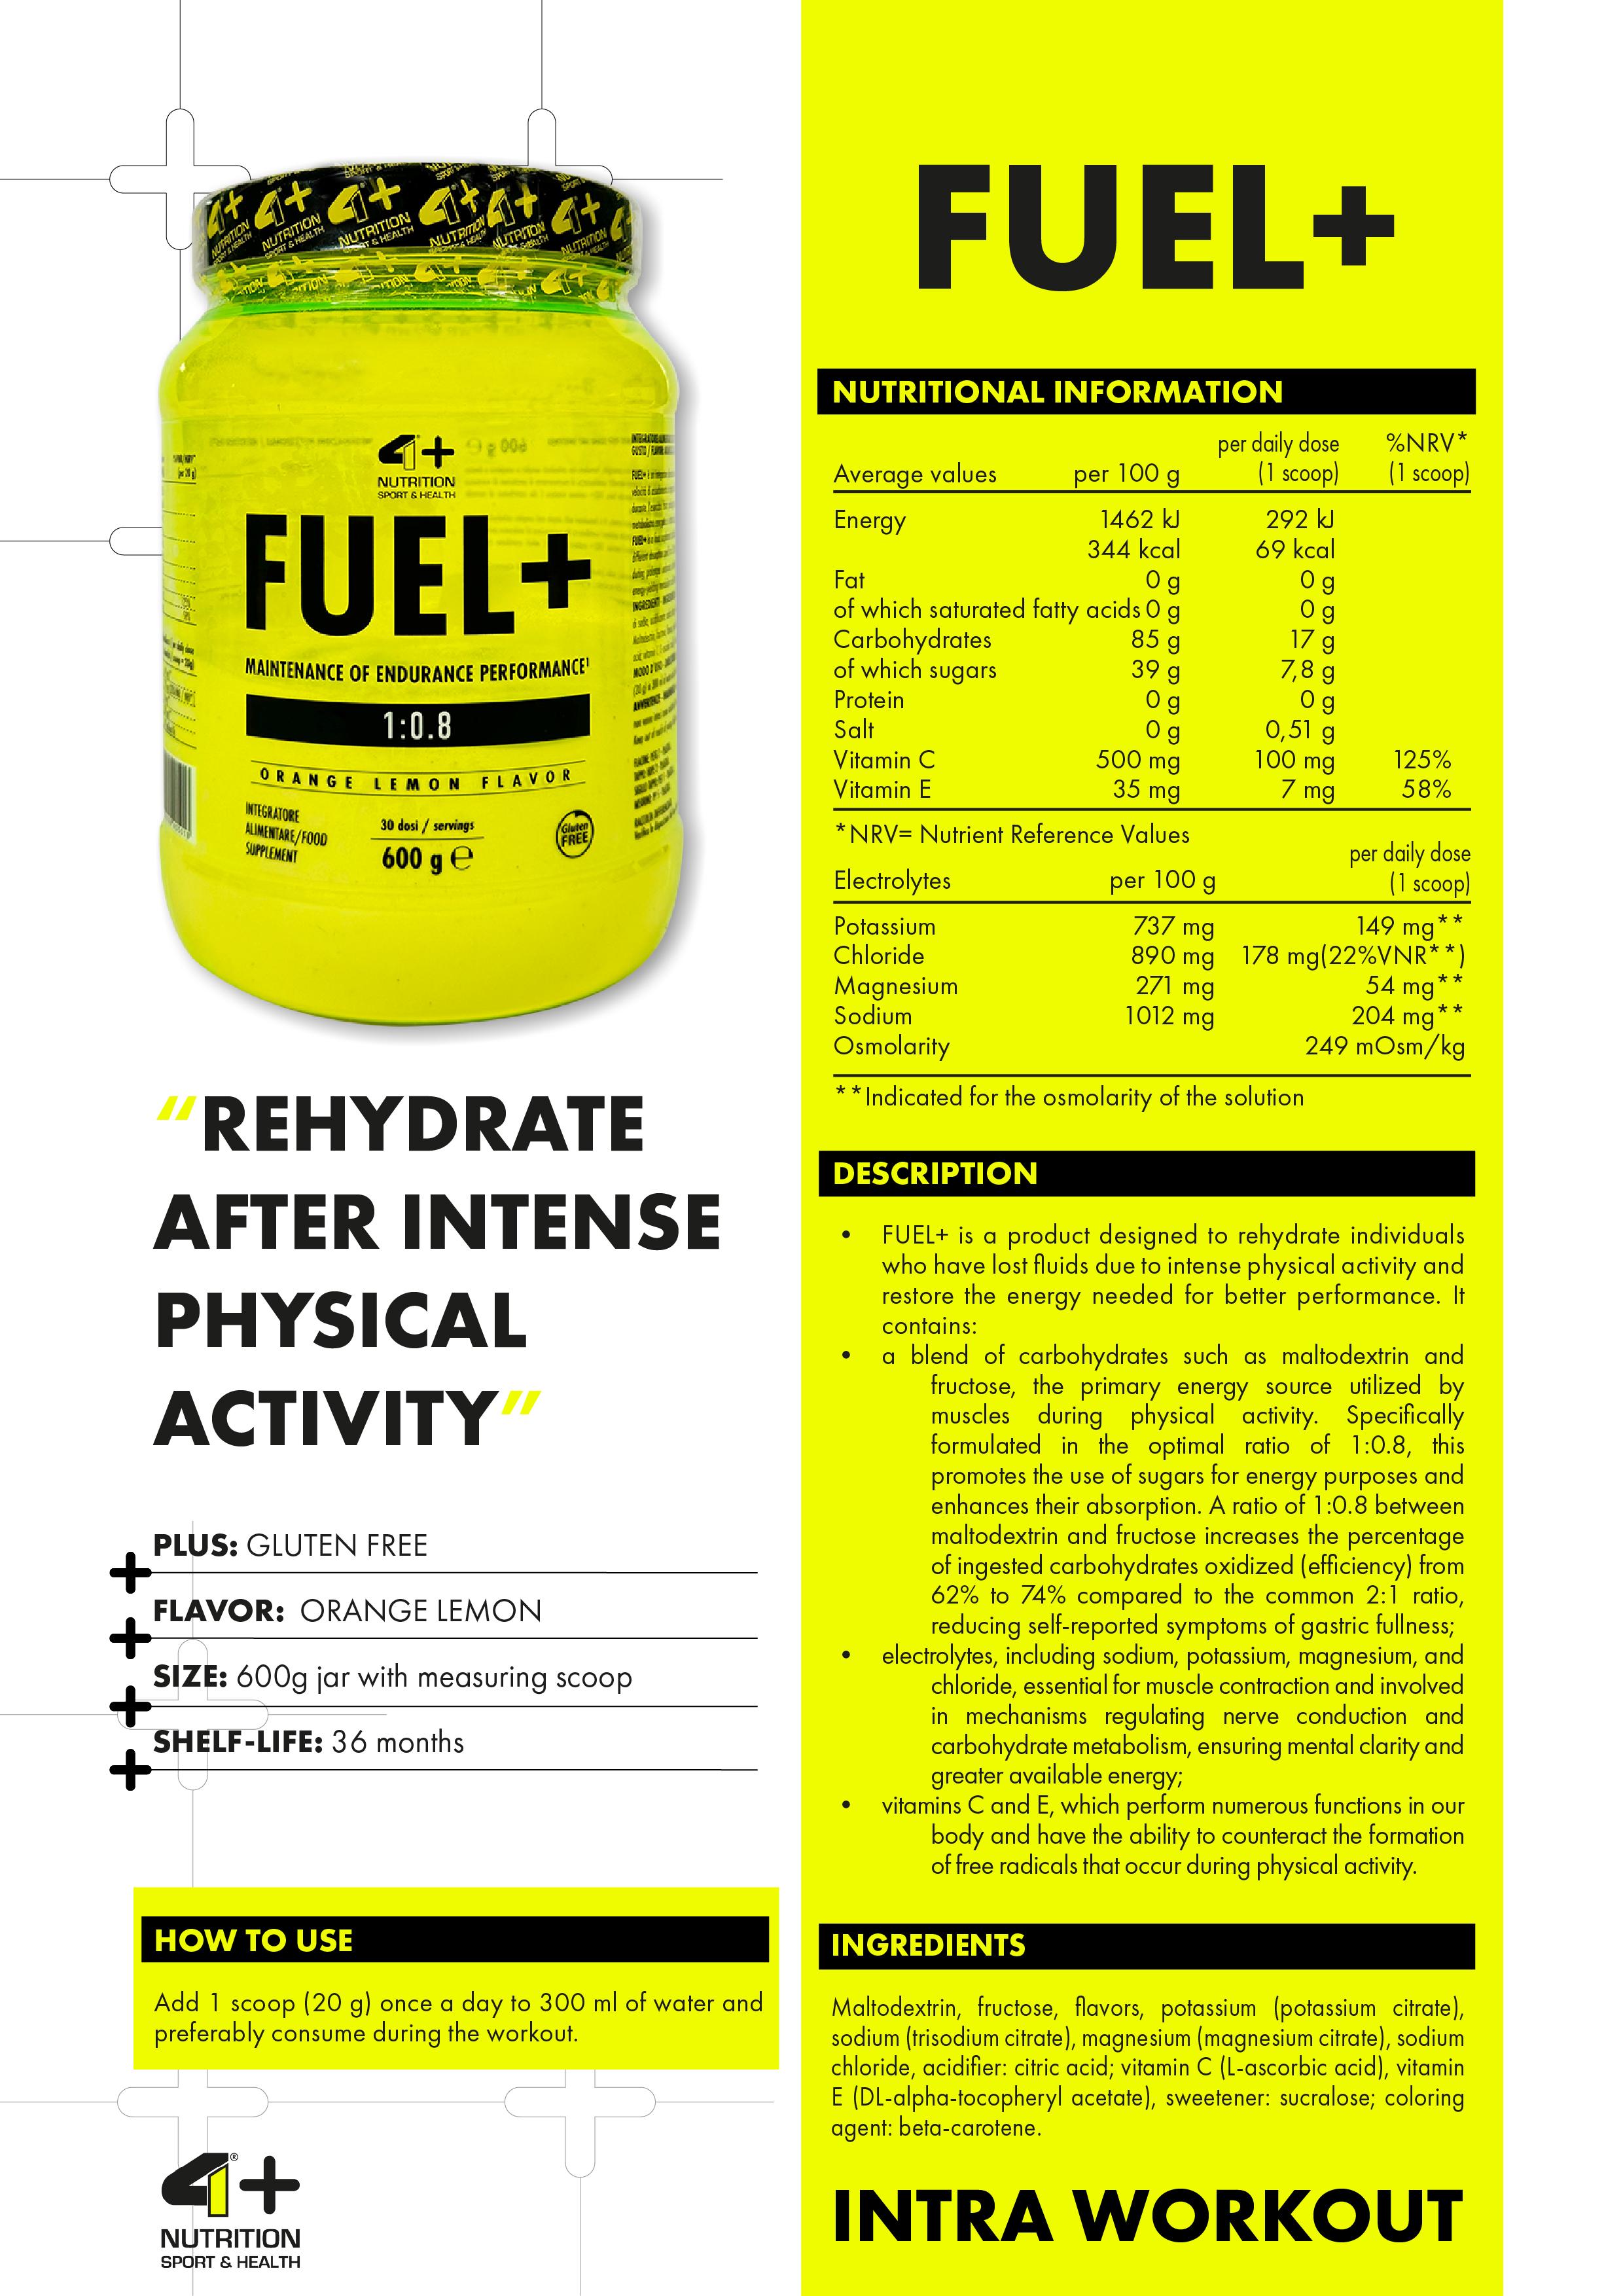 4+
NUTRITION
SPORT & HEALTH
FUEL+
MAINTENANCE OF ENDURANCE PERFORMANCE¹
1:0.8
ORANGE LEMON FLAVOR
INTEGRATORE
ALIMENTARE/FOOD
SUPPLEMENT
30 dosi / servings
600 g ℮
Gluten
FREE
"REHYDRATE
AFTER INTENSE
PHYSICAL
ACTIVITY"
PLUS: GLUTEN FREE
FLAVOR: ORANGE LEMON
SIZE: 600g jar with measuring scoop
SHELF-LIFE: 36 months
HOW TO USE
Add 1 scoop (20 g) once a day to 300 ml of water and
preferably consume during the workout.
4+®
NUTRITION
SPORT & HEALTH
FUEL+
NUTRITIONAL INFORMATION
per daily dose %NRV*
Average values per 100 g (1 scoop) (1 scoop)
Energy 1462 kJ 292 kJ
344 kcal 69 kcal
Fat 0 g 0 g
of which saturated fatty acids 0 g 0 g
Carbohydrates 85 g 17 g
of which sugars 39 g 7,8 g
Protein 0 g 0 g
Salt 0 g 0,51 g
Vitamin C 500 mg 100 mg 125%
Vitamin E 35 mg 7 mg 58%
*NRV= Nutrient Reference Values
per daily dose
Electrolytes per 100 g (1 scoop)
Potassium 737 mg 149 mg**
Chloride 890 mg 178 mg(22%VNR**)
Magnesium 271 mg 54 mg**
Sodium 1012 mg 204 mg**
Osmolarity 249 mOsm/kg
**Indicated for the osmolarity of the solution
DESCRIPTION
• FUEL+ is a product designed to rehydrate individuals
who have lost fluids due to intense physical activity and
restore the energy needed for better performance. It
contains:
• a blend of carbohydrates such as maltodextrin and
fructose, the primary energy source utilized by
muscles during physical activity. Specifically
formulated in the optimal ratio of 1:0.8, this
promotes the use of sugars for energy purposes and
enhances their absorption. A ratio of 1:0.8 between
maltodextrin and fructose increases the percentage
of ingested carbohydrates oxidized (efficiency) from
62% to 74% compared to the common 2:1 ratio,
reducing self-reported symptoms of gastric fullness;
• electrolytes, including sodium, potassium, magnesium, and
chloride, essential for muscle contraction and involved
in mechanisms regulating nerve conduction and
carbohydrate metabolism, ensuring mental clarity and
greater available energy;
• vitamins C and E, which perform numerous functions in our
body and have the ability to counteract the formation
of free radicals that occur during physical activity.
INGREDIENTS
Maltodextrin, fructose, flavors, potassium (potassium citrate),
sodium (trisodium citrate), magnesium (magnesium citrate), sodium
chloride, acidifier: citric acid; vitamin C (L-ascorbic acid), vitamin
E (DL-alpha-tocopheryl acetate), sweetener: sucralose; coloring
agent: beta-carotene.
INTRA WORKOUT